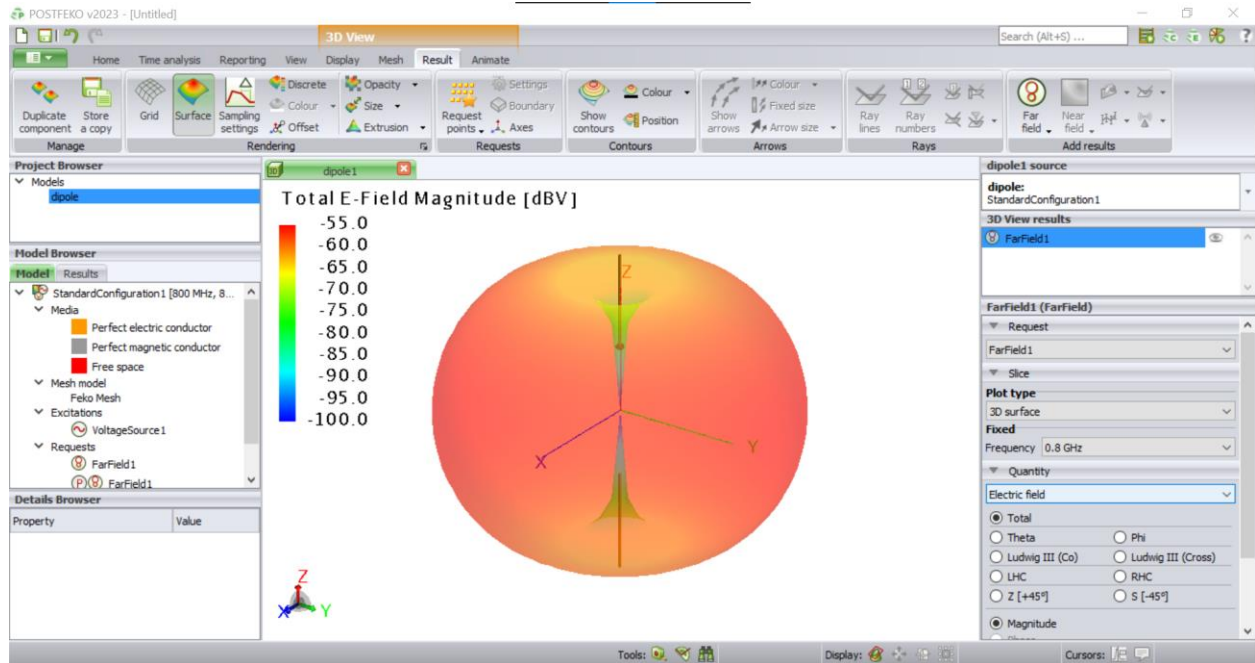 POSTFEKO v2023 - [Untitled]
3D View
Search (Alt+S) ...
Home Time analysis Reporting View Display Mesh Result Animate
Duplicate component
Store a copy
Manage
Grid
Surface
Sampling settings
Discrete
Colour
Offset
Opacity
Size
Extrusion
Rendering
Request points
Settings
Boundary
Axes
Requests
Show contours
Colour
Position
Contours
Show arrows
Colour
Fixed size
Arrow size
Arrows
Ray lines
Ray numbers
Rays
Far field
Near field
Add results
Project Browser
Models
dipole
Model Browser
Model Results
StandardConfiguration1 [800 MHz, 8...
Media
Perfect electric conductor
Perfect magnetic conductor
Free space
Mesh model
Feko Mesh
Excitations
VoltageSource1
Requests
FarField1
FarField1
Details Browser
Property Value
3D
dipole1
Total E-Field Magnitude [dBV]
-55.0
-60.0
-65.0
-70.0
-75.0
-80.0
-85.0
-90.0
-95.0
-100.0
Z
X
Y
Z
X Y
dipole1 source
dipole:
StandardConfiguration1
3D View results
FarField1
FarField1 (FarField)
Request
FarField1
Slice
Plot type
3D surface
Fixed
Frequency 0.8 GHz
Quantity
Electric field
Total
Theta Phi
Ludwig III (Co) Ludwig III (Cross)
LHC RHC
Z [+45º] S [-45º]
Magnitude
Tools: Display: Cursors: